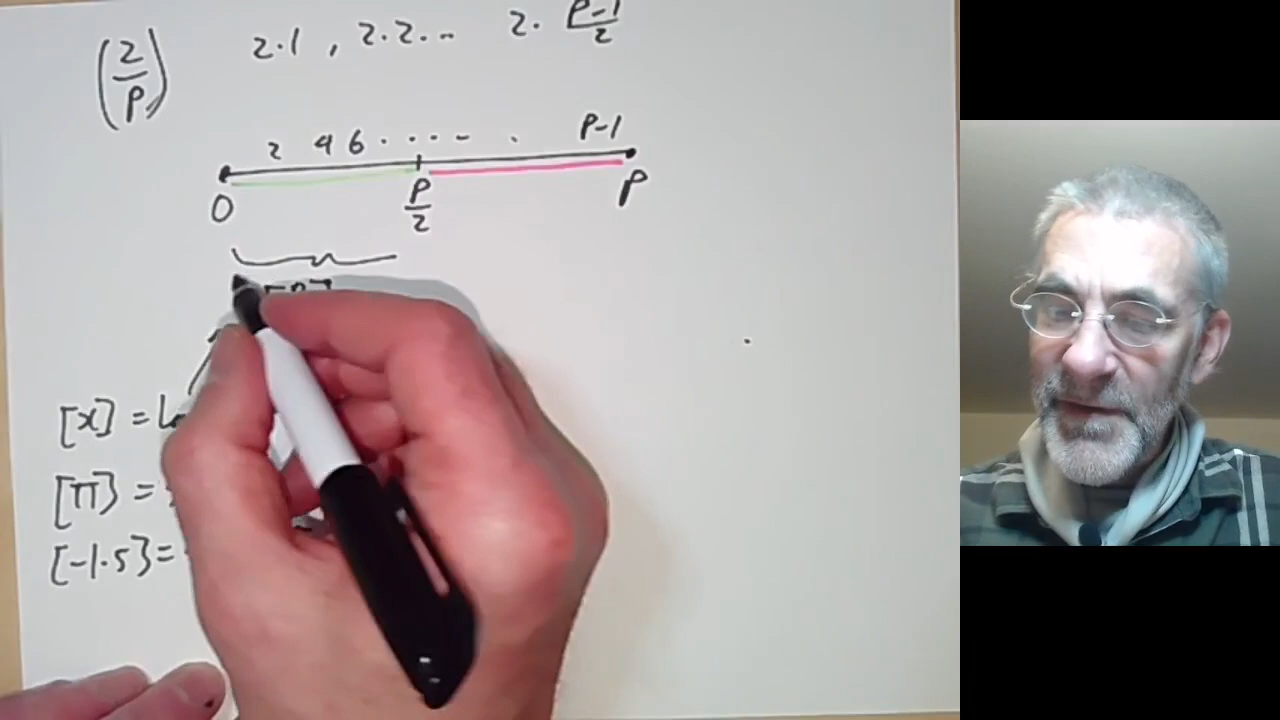 (2/p) 2·1 , 2·2... 2· p-1/2
2 4 6 · · · · - . p-1
0 p/2 p
[x] =
[π] =
[-1.5] =